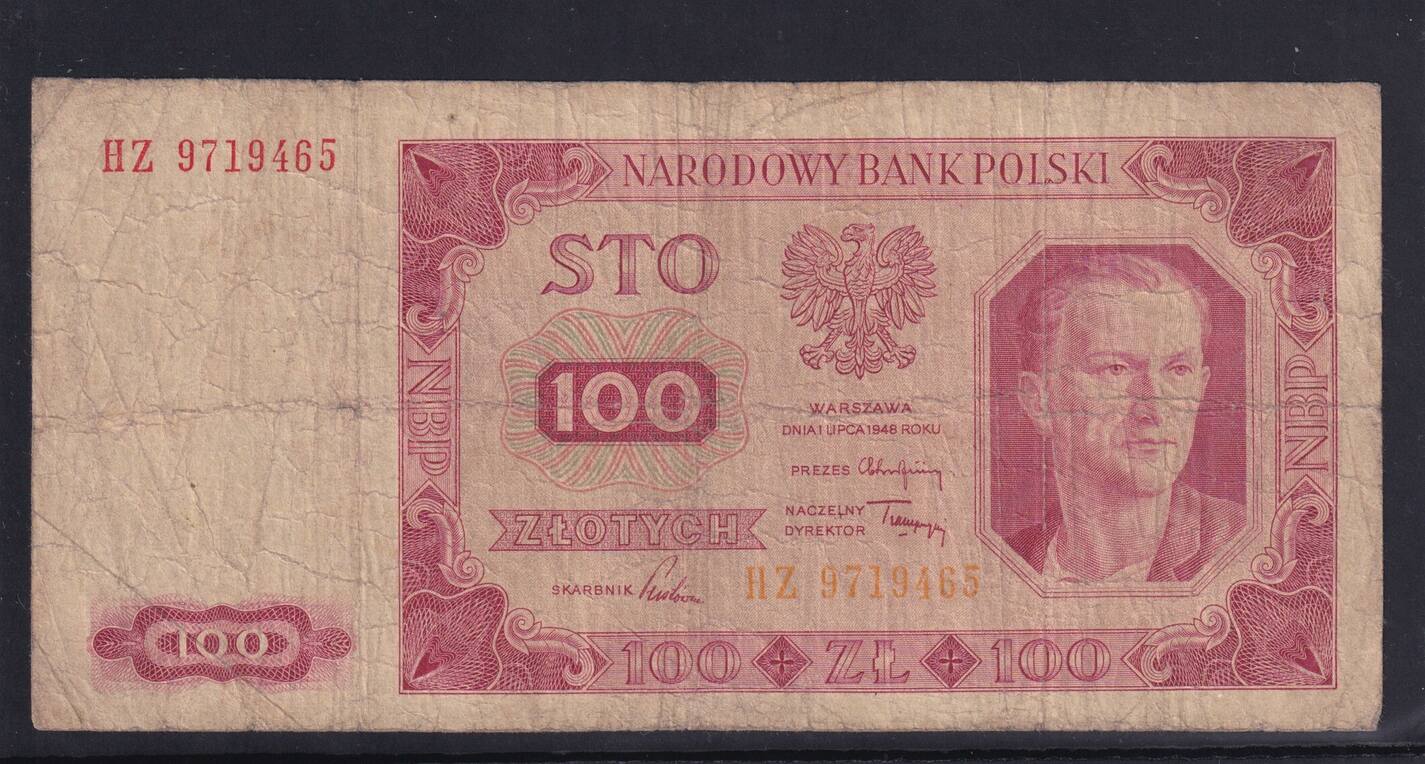 HZ 9719465
NARODOWY BANK POLSKI
STO
100
NBP
NBP
WARSZAWA
DNIA 1 LIPCA 1948 ROKU
PREZES
NACZELNY
DYREKTOR
ZŁOTYCH
SKARBNIK
HZ 9719465
100
100 ZŁ 100